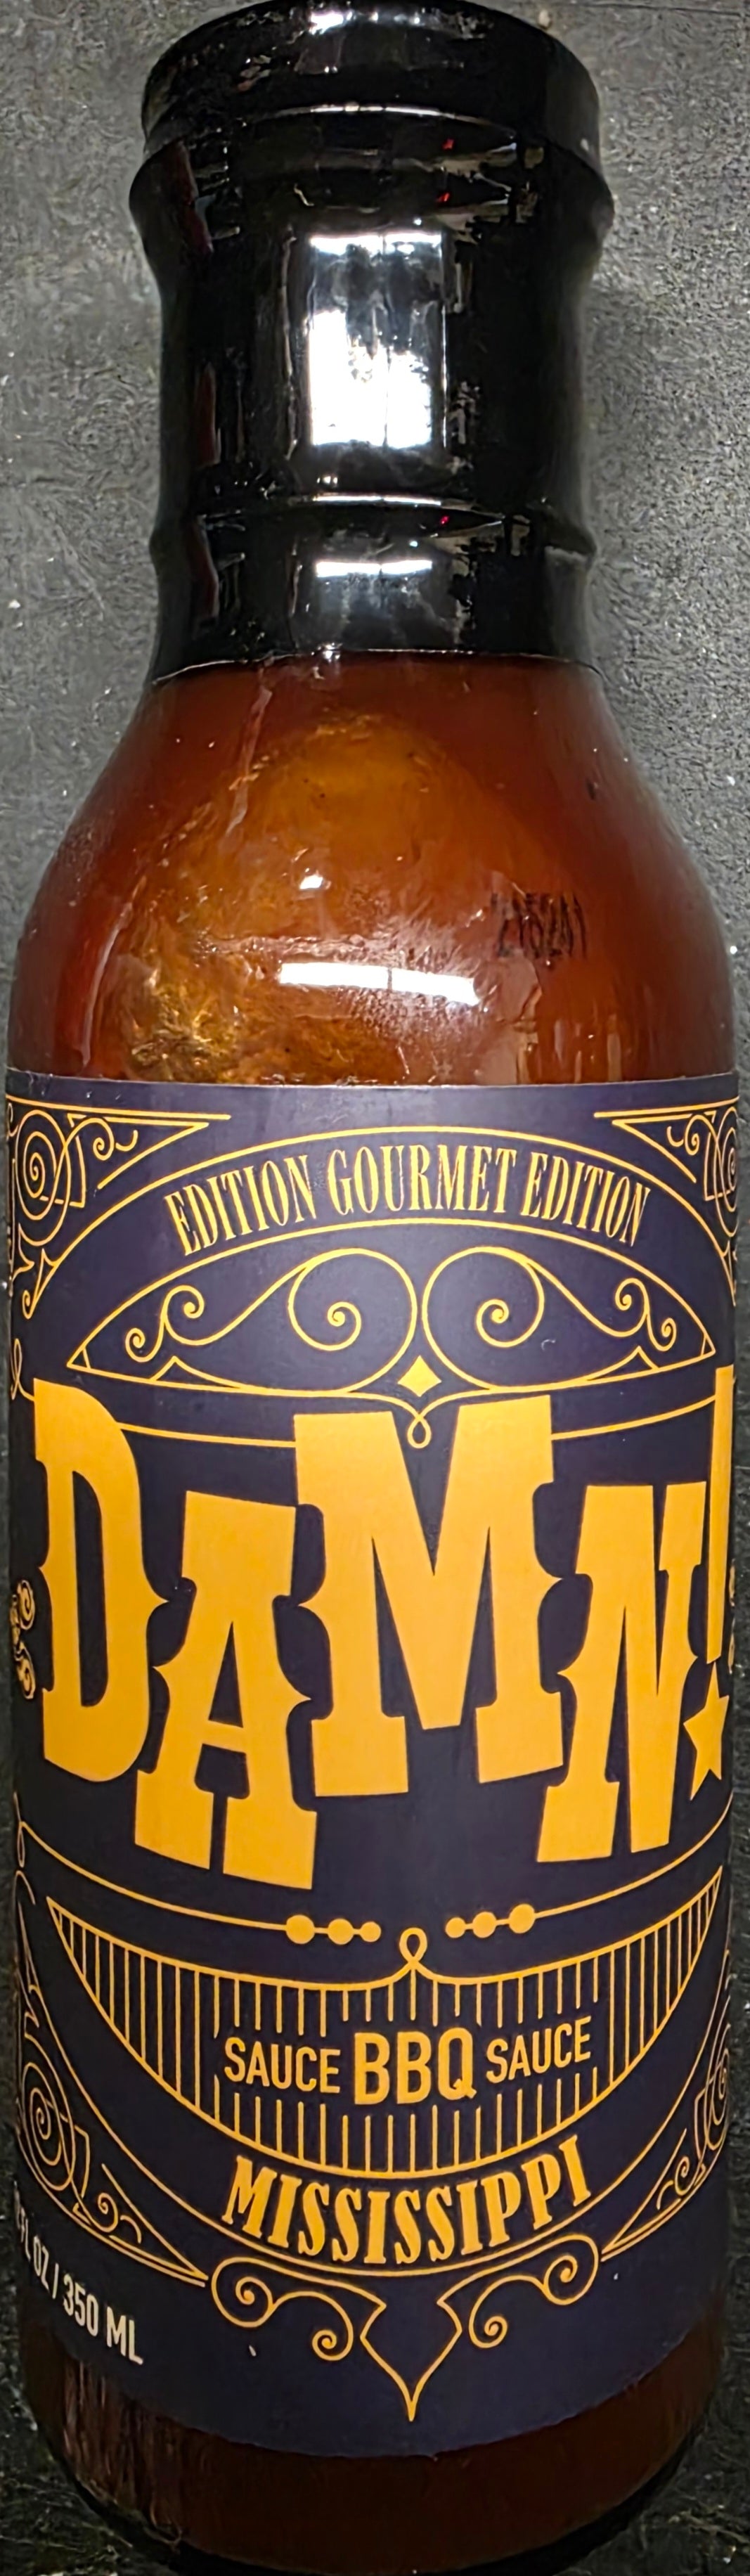 EDITION GOURMET EDITION
DAMN!
SAUCE BBQ SAUCE
MISSISSIPPI
FL OZ / 350 ML